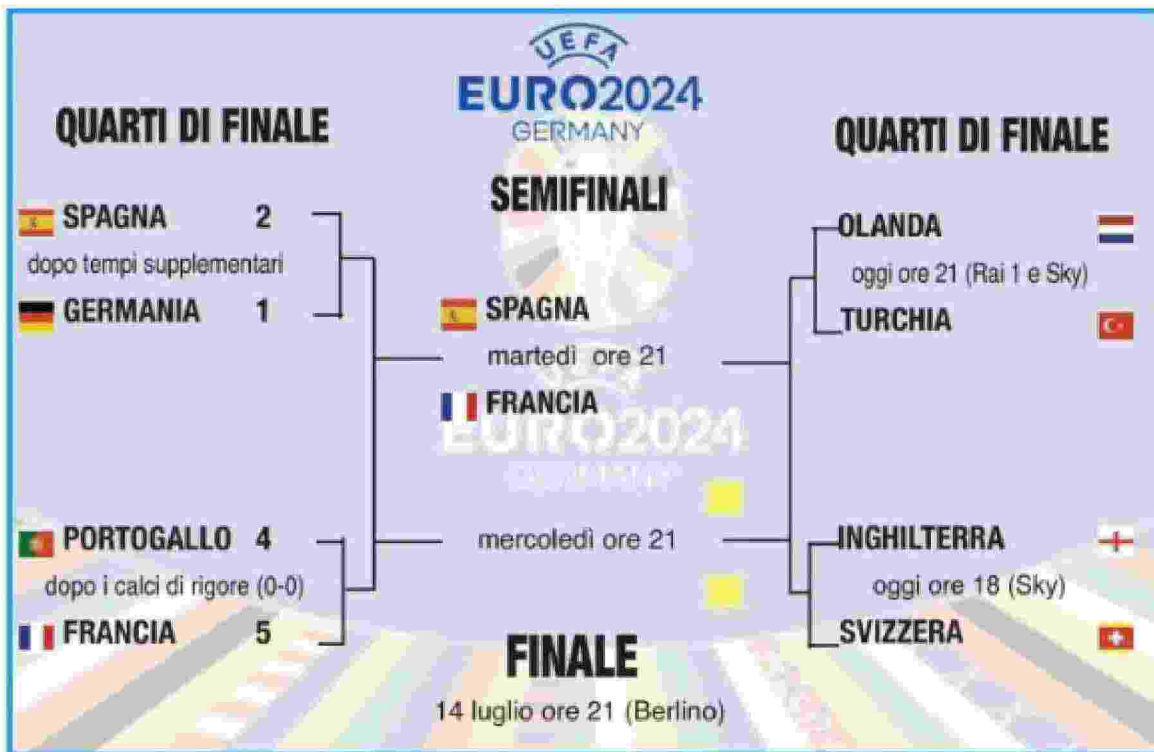 UEFA
EURO2024
GERMANY
QUARTI DI FINALE
SPAGNA 2
dopo tempi supplementari
GERMANIA 1
PORTOGALLO 4
dopo i calci di rigore (0-0)
FRANCIA 5
SEMIFINALI
SPAGNA
martedì ore 21
FRANCIA
UEFA
EURO2024
GERMANY
mercoledì ore 21
FINALE
14 luglio ore 21 (Berlino)
QUARTI DI FINALE
OLANDA
oggi ore 21 (Rai 1 e Sky)
TURCHIA
INGHILTERRA
oggi ore 18 (Sky)
SVIZZERA